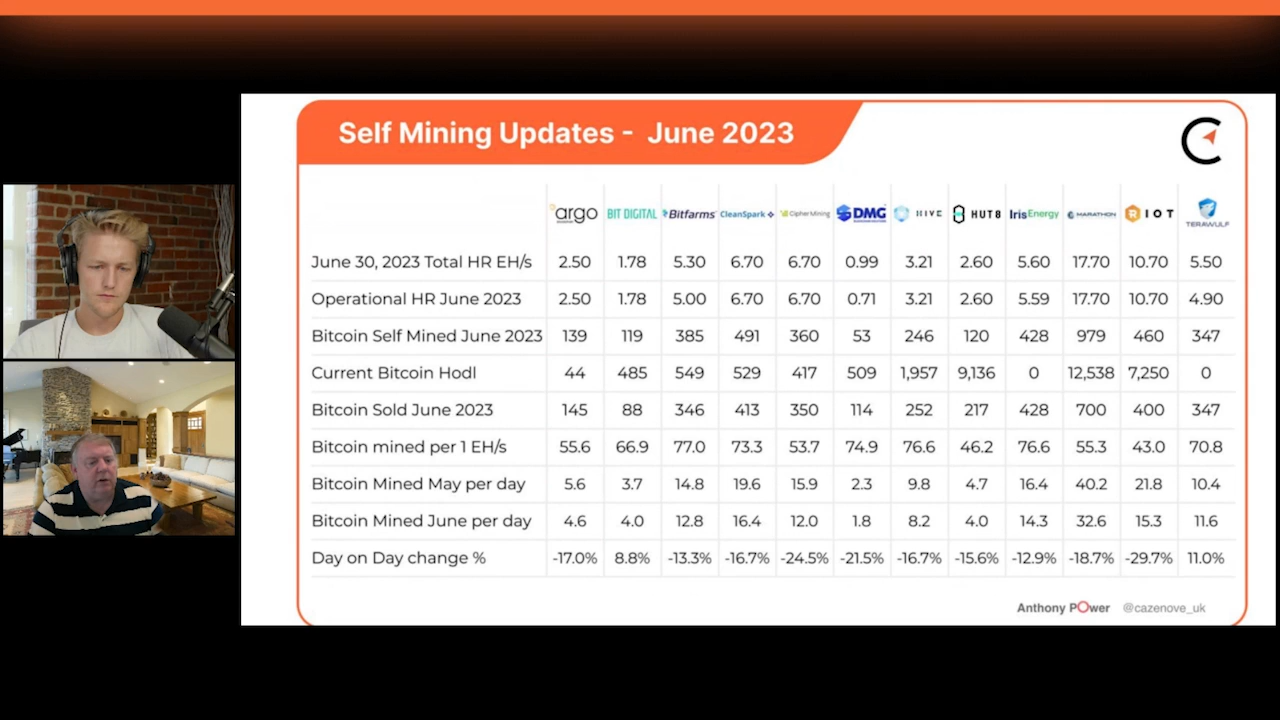 Self Mining Updates - June 2023
argo BIT DIGITAL Bitfarms CleanSpark Cipher Mining DMG HIVE HUT8 IrisEnergy MARATHON RIOT TERAWULF
June 30, 2023 Total HR EH/s 2.50 1.78 5.30 6.70 6.70 0.99 3.21 2.60 5.60 17.70 10.70 5.50
Operational HR June 2023 2.50 1.78 5.00 6.70 6.70 0.71 3.21 2.60 5.59 17.70 10.70 4.90
Bitcoin Self Mined June 2023 139 119 385 491 360 53 246 120 428 979 460 347
Current Bitcoin Hodl 44 485 549 529 417 509 1,957 9,136 0 12,538 7,250 0
Bitcoin Sold June 2023 145 88 346 413 350 114 252 217 428 700 400 347
Bitcoin mined per 1 EH/s 55.6 66.9 77.0 73.3 53.7 74.9 76.6 46.2 76.6 55.3 43.0 70.8
Bitcoin Mined May per day 5.6 3.7 14.8 19.6 15.9 2.3 9.8 4.7 16.4 40.2 21.8 10.4
Bitcoin Mined June per day 4.6 4.0 12.8 16.4 12.0 1.8 8.2 4.0 14.3 32.6 15.3 11.6
Day on Day change % -17.0% 8.8% -13.3% -16.7% -24.5% -21.5% -16.7% -15.6% -12.9% -18.7% -29.7% 11.0%
Anthony Power @cazenove_uk